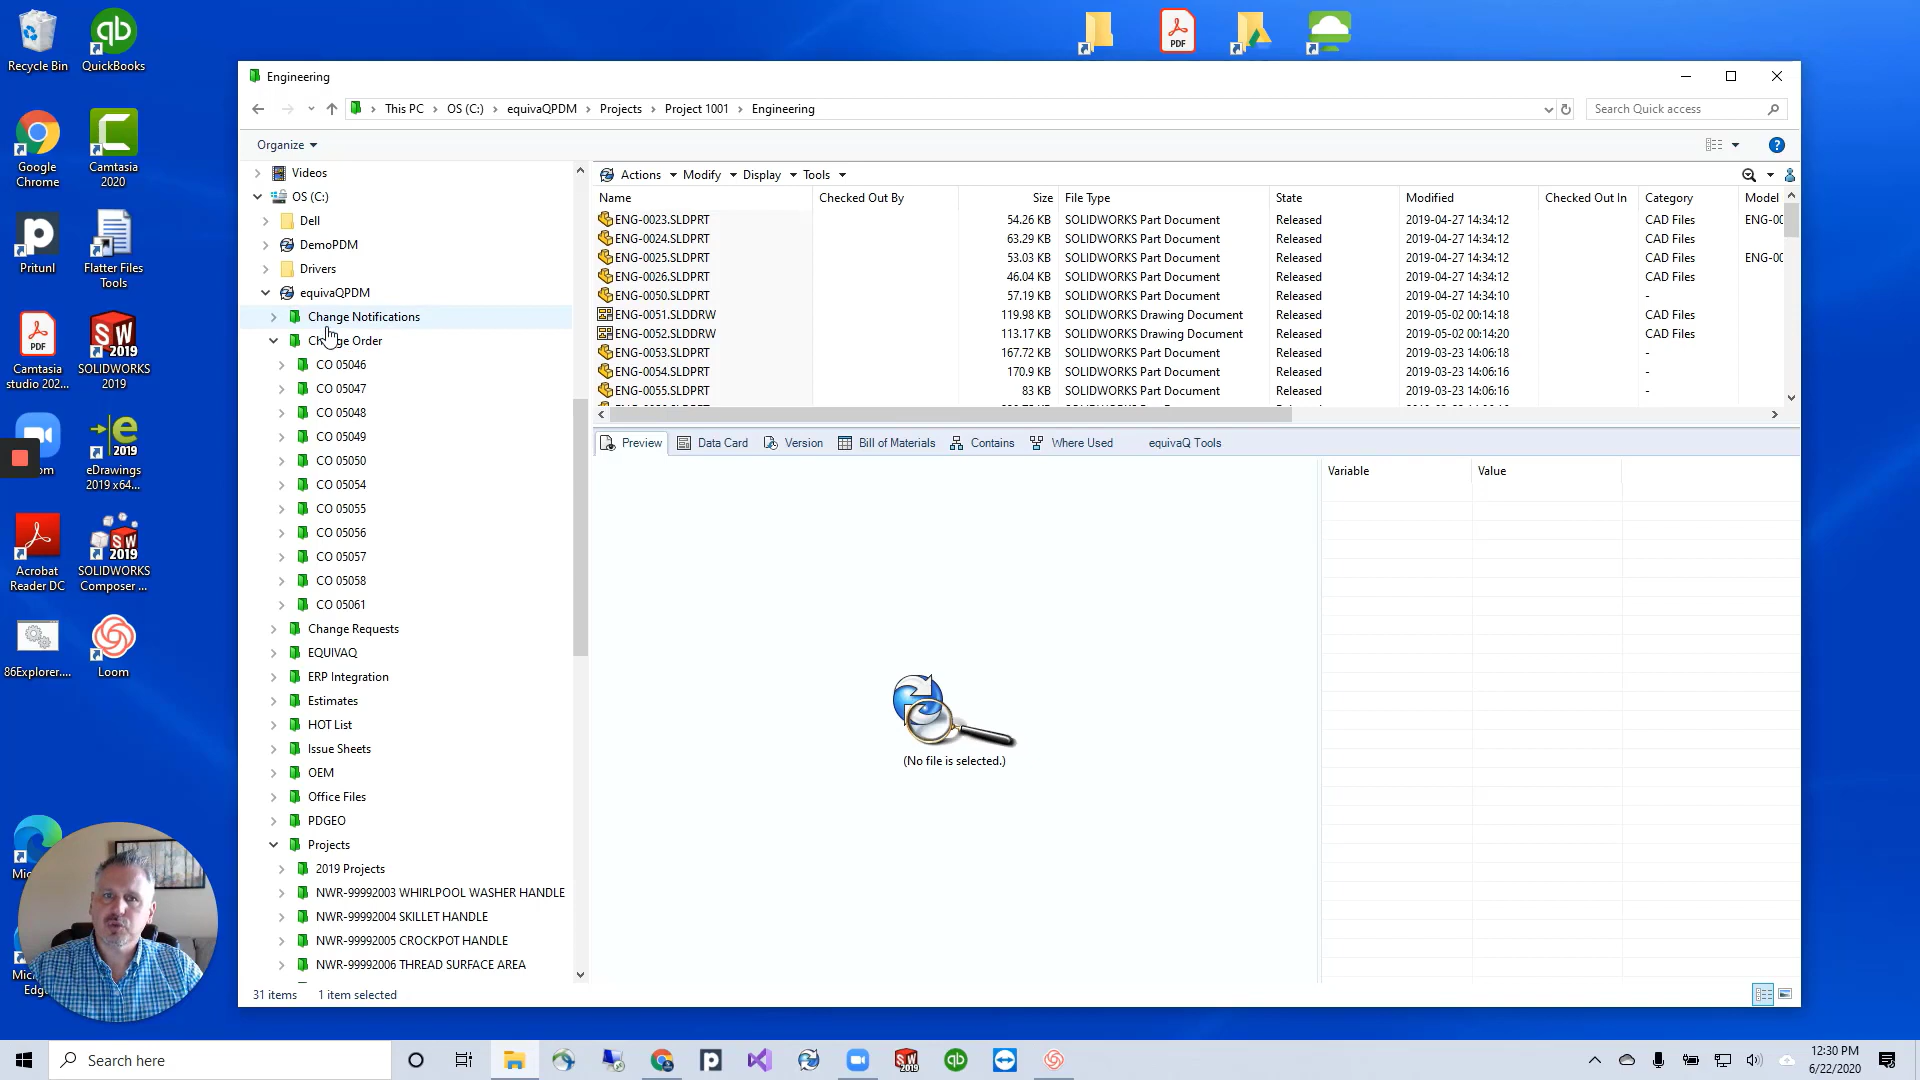 Recycle Bin
QuickBooks
Google Chrome
Camtasia 2020
Pritunl
Flatter Files Tools
Camtasia studio 202...
SOLIDWORKS 2019
eDrawings 2019 x64...
Acrobat Reader DC
SOLIDWORKS Composer ...
86Explorer....
Loom
PDF
Engineering
This PC > OS (C:) > equivaQPDM > Projects > Project 1001 > Engineering
Search Quick access
Organize
Videos
OS (C:)
Dell
DemoPDM
Drivers
equivaQPDM
Change Notifications
Change Order
CO 05046
CO 05047
CO 05048
CO 05049
CO 05050
CO 05054
CO 05055
CO 05056
CO 05057
CO 05058
CO 05061
Change Requests
EQUIVAQ
ERP Integration
Estimates
HOT List
Issue Sheets
OEM
Office Files
PDGEO
Projects
2019 Projects
NWR-99992003 WHIRLPOOL WASHER HANDLE
NWR-99992004 SKILLET HANDLE
NWR-99992005 CROCKPOT HANDLE
NWR-99992006 THREAD SURFACE AREA
Actions Modify Display Tools
Name Checked Out By Size File Type State Modified Checked Out In Category Model
ENG-0023.SLDPRT 54.26 KB SOLIDWORKS Part Document Released 2019-04-27 14:34:12 CAD Files ENG-00
ENG-0024.SLDPRT 63.29 KB SOLIDWORKS Part Document Released 2019-04-27 14:34:12 CAD Files
ENG-0025.SLDPRT 53.03 KB SOLIDWORKS Part Document Released 2019-04-27 14:34:12 CAD Files ENG-00
ENG-0026.SLDPRT 46.04 KB SOLIDWORKS Part Document Released 2019-04-27 14:34:12 CAD Files
ENG-0050.SLDPRT 57.19 KB SOLIDWORKS Part Document Released 2019-04-27 14:34:10 -
ENG-0051.SLDDRW 119.98 KB SOLIDWORKS Drawing Document Released 2019-05-02 00:14:18 CAD Files
ENG-0052.SLDDRW 113.17 KB SOLIDWORKS Drawing Document Released 2019-05-02 00:14:20 CAD Files
ENG-0053.SLDPRT 167.72 KB SOLIDWORKS Part Document Released 2019-03-23 14:06:18 -
ENG-0054.SLDPRT 170.9 KB SOLIDWORKS Part Document Released 2019-03-23 14:06:16 -
ENG-0055.SLDPRT 83 KB SOLIDWORKS Part Document Released 2019-03-23 14:06:16 -
Preview Data Card Version Bill of Materials Contains Where Used equivaQ Tools
Variable Value
(No file is selected.)
31 items 1 item selected
Search here
12:30 PM
6/22/2020